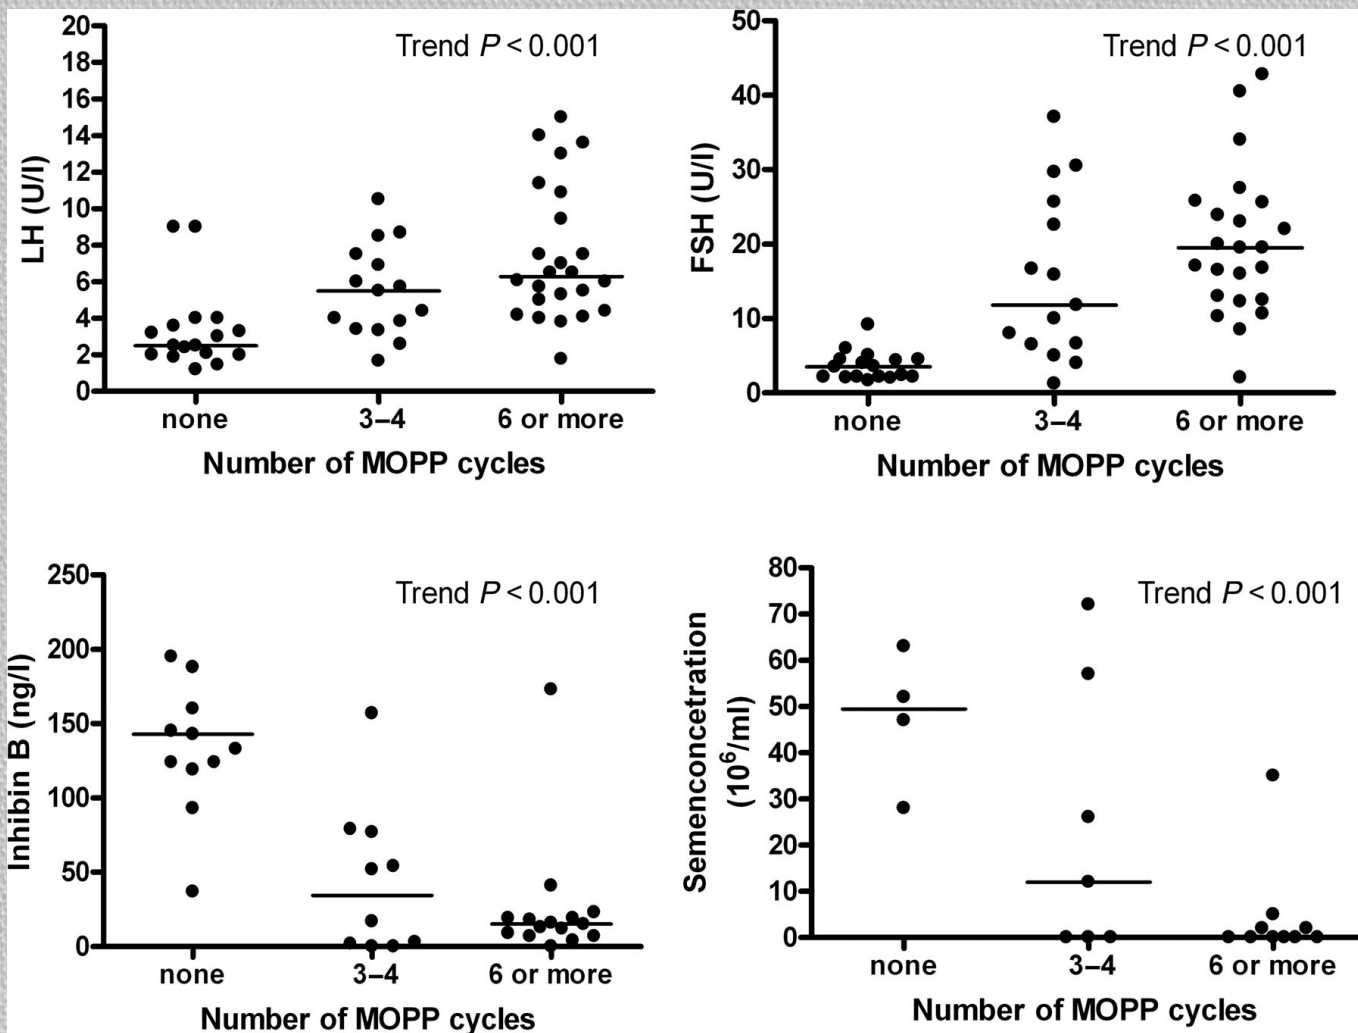 LH (U/l)
20
18
16
14
12
10
8
6
4
2
0
Trend P < 0.001
none
3–4
6 or more
Number of MOPP cycles
FSH (U/l)
50
40
30
20
10
0
Trend P < 0.001
none
3–4
6 or more
Number of MOPP cycles
Inhibin B (ng/l)
250
200
150
100
50
0
Trend P < 0.001
none
3–4
6 or more
Number of MOPP cycles
Semenconcetration
(10⁶/ml)
80
70
60
50
40
30
20
10
0
Trend P < 0.001
none
3–4
6 or more
Number of MOPP cycles